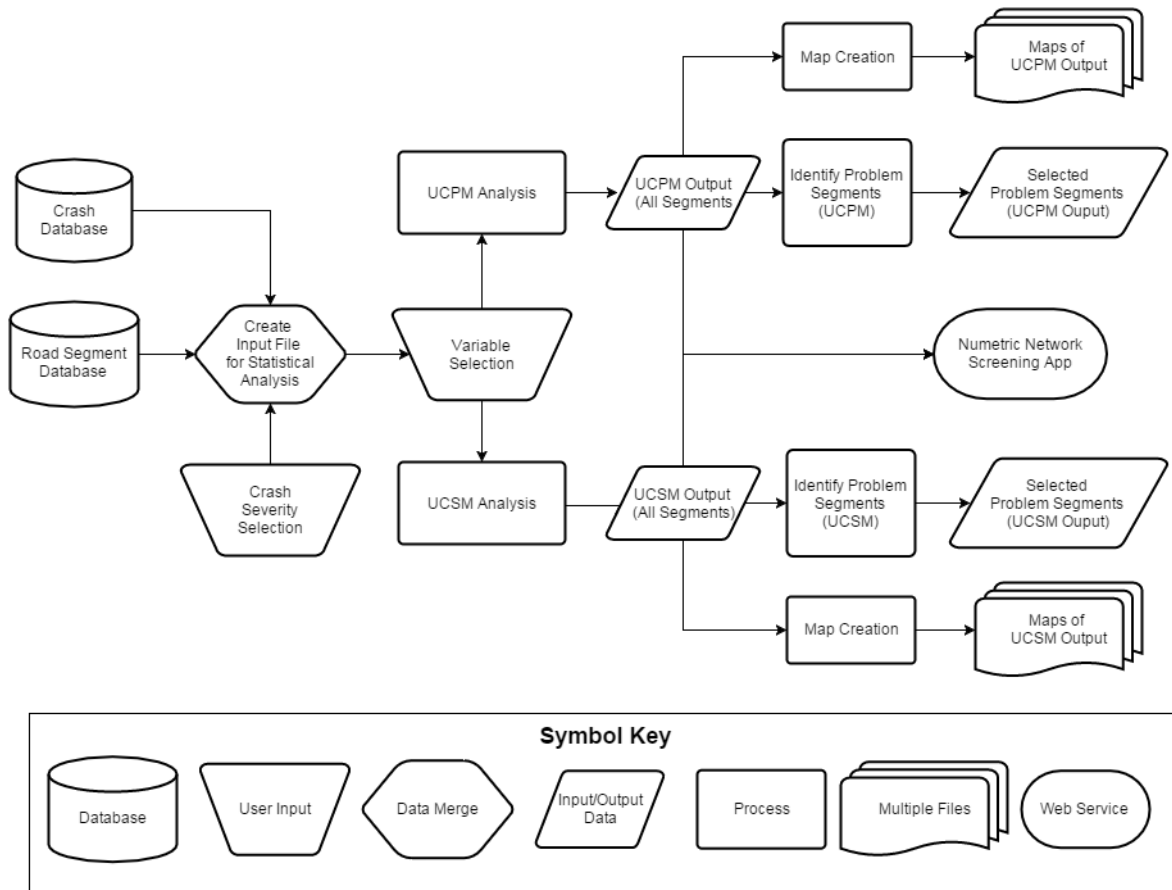 Map Creation
Maps of
UCPM Output
Crash
Database
UCPM Analysis
UCPM Output
(All Segments
Identify Problem
Segments
(UCPM)
Selected
Problem Segments
(UCPM Ouput)
Road Segment
Database
Create
Input File
for Statistical
Analysis
Variable
Selection
Numetric Network
Screening App
Crash
Severity
Selection
UCSM Analysis
UCSM Output
(All Segments)
Identify Problem
Segments
(UCSM)
Selected
Problem Segments
(UCSM Ouput)
Map Creation
Maps of
UCSM Output
Symbol Key
Database
User Input
Data Merge
Input/Output
Data
Process
Multiple Files
Web Service